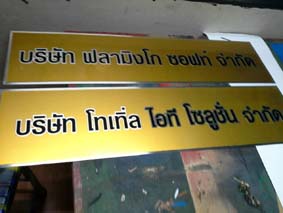 บริษัท ฟลามิงโก ซอฟท์ จำกัด
บริษัท โทเทิ่ล ไอที โซลูชั่น จำกัด